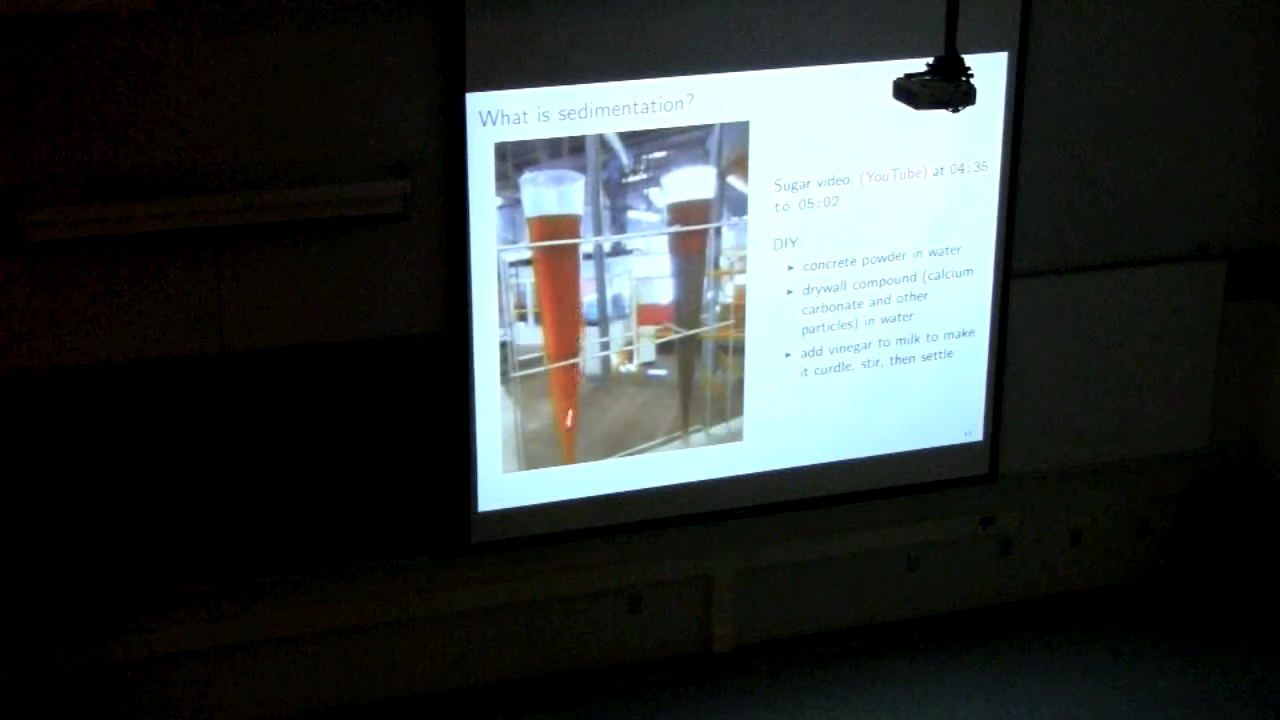 What is sedimentation?
Sugar video, (YouTube) at 04:35
to 05:02
DIY:
▸ concrete powder in water
▸ drywall compound (calcium
carbonate and other
particles) in water
▸ add vinegar to milk to make
it curdle, stir, then settle